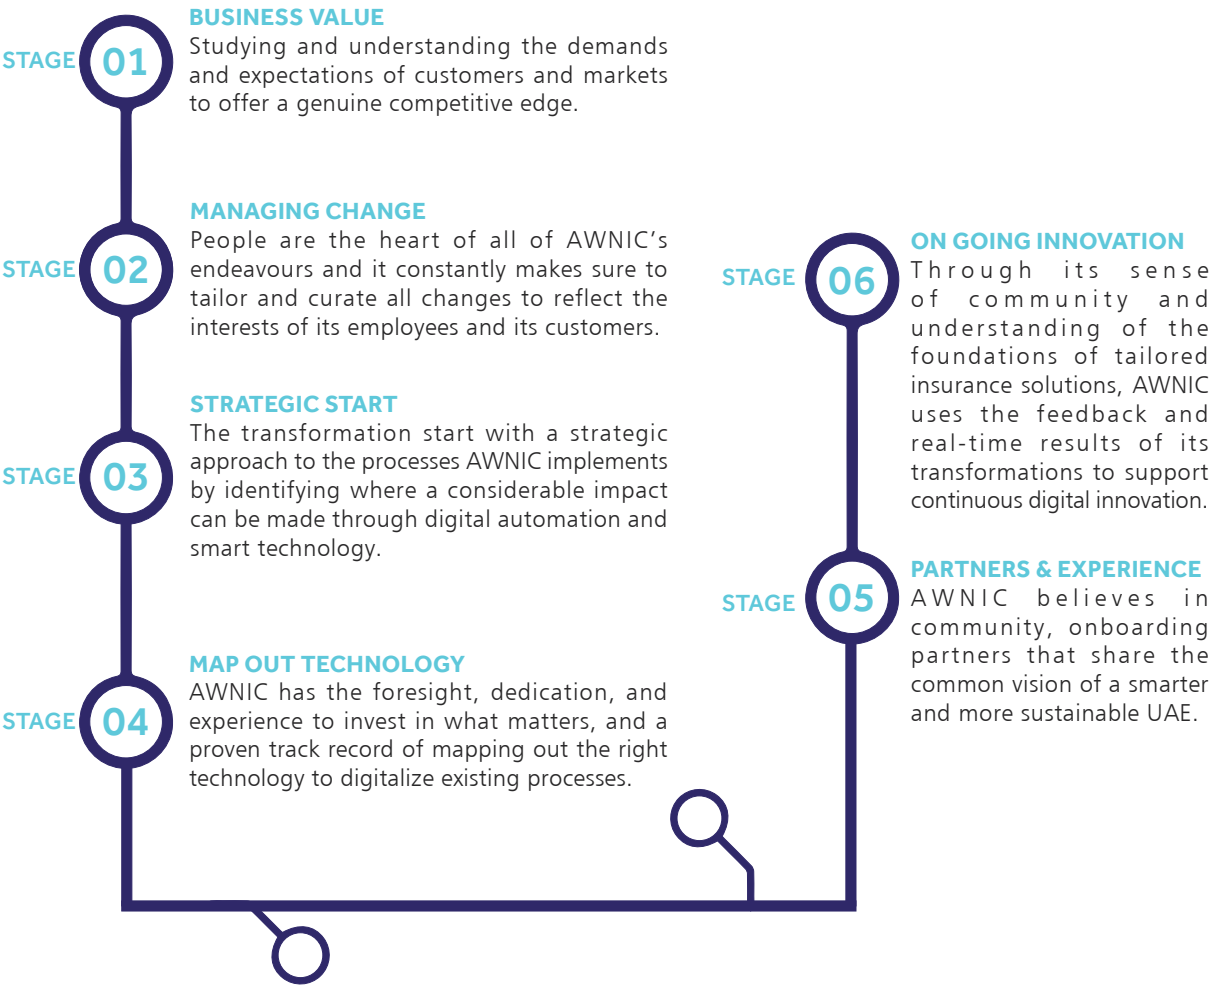 STAGE
01
BUSINESS VALUE
Studying and understanding the demands
and expectations of customers and markets
to offer a genuine competitive edge.
STAGE
02
MANAGING CHANGE
People are the heart of all of AWNIC's
endeavours and it constantly makes sure to
tailor and curate all changes to reflect the
interests of its employees and its customers.
STAGE
03
STRATEGIC START
The transformation start with a strategic
approach to the processes AWNIC implements
by identifying where a considerable impact
can be made through digital automation and
smart technology.
STAGE
04
MAP OUT TECHNOLOGY
AWNIC has the foresight, dedication, and
experience to invest in what matters, and a
proven track record of mapping out the right
technology to digitalize existing processes.
STAGE
05
PARTNERS & EXPERIENCE
AWNIC believes in
community, onboarding
partners that share the
common vision of a smarter
and more sustainable UAE.
STAGE
06
ON GOING INNOVATION
Through its sense
of community and
understanding of the
foundations of tailored
insurance solutions, AWNIC
uses the feedback and
real-time results of its
transformations to support
continuous digital innovation.